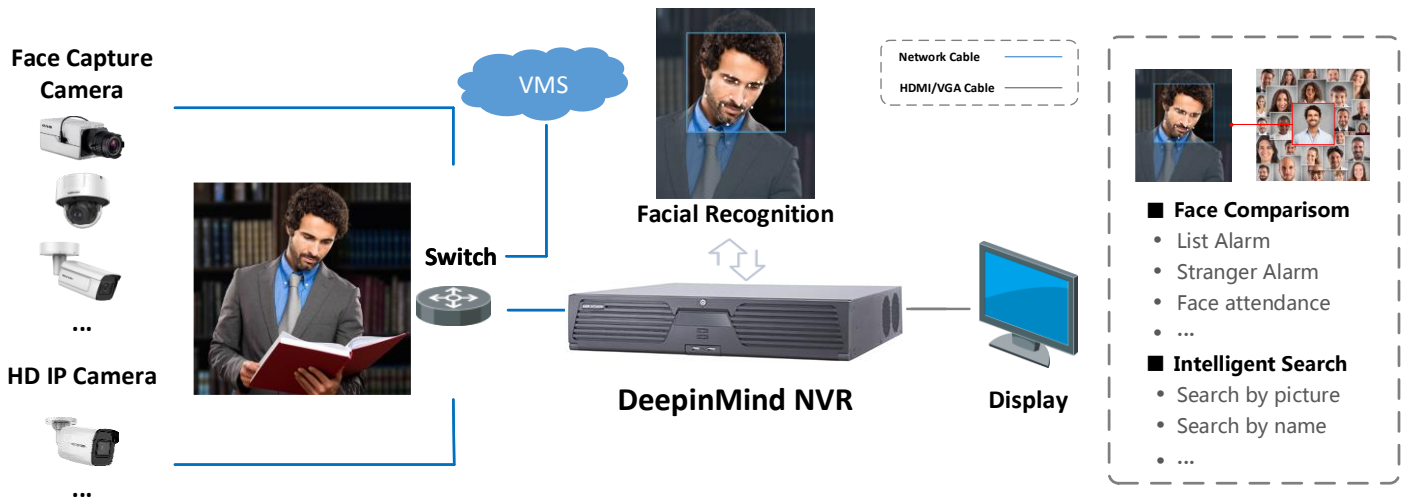 Face Capture
Camera
...
HD IP Camera
...
VMS
Switch
Facial Recognition
DeepinMind NVR
Display
Network Cable
HDMI/VGA Cable
■ Face Comparisom
• List Alarm
• Stranger Alarm
• Face attendance
• ...
■ Intelligent Search
• Search by picture
• Search by name
• ...